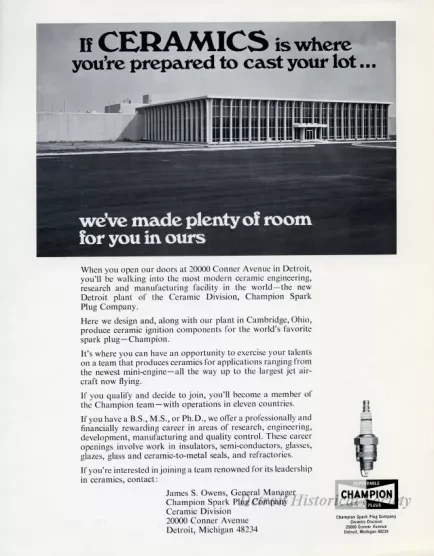 If CERAMICS is where
you're prepared to cast your lot...
we've made plenty of room
for you in ours
When you open our doors at 20000 Conner Avenue in Detroit,
you'll be walking into the most modern ceramic engineering,
research and manufacturing facility in the world—the new
Detroit plant of the Ceramic Division, Champion Spark
Plug Company.
Here we design and, along with our plant in Cambridge, Ohio,
produce ceramic ignition components for the world's favorite
spark plug—Champion.
It's where you can have an opportunity to exercise your talents
on a team that produces ceramics for applications ranging from
the newest mini-engine—all the way up to the largest jet air-
craft now flying.
If you qualify and decide to join, you'll become a member of
the Champion team—with operations in eleven countries.
If you have a B.S., M.S., or Ph.D., we offer a professionally and
financially rewarding career in areas of research, engineering,
development, manufacturing and quality control. These career
openings involve work in insulators, semi-conductors, glasses,
glazes, glass and ceramic-to-metal seals, and refractories.
If you're interested in joining a team renowned for its leadership
in ceramics, contact:
James S. Owens, General Manager
Champion Spark Plug Company
Ceramic Division
20000 Conner Avenue
Detroit, Michigan 48234
Historical Society
DEPENDABLE
CHAMPION
SPARK PLUGS
Champion Spark Plug Company
Ceramic Division
20000 Conner Avenue
Detroit, Michigan 48234